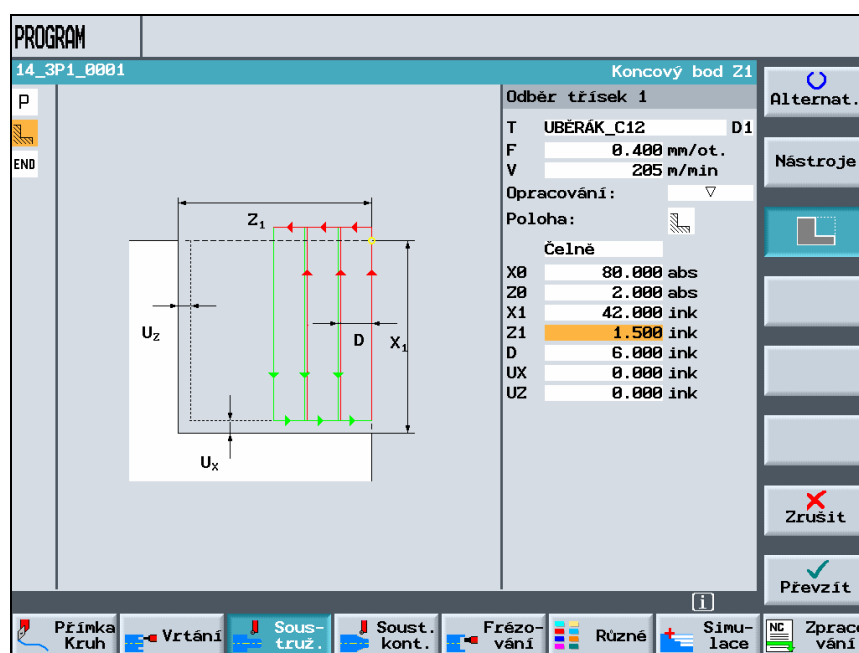 PROGRAM
14_3P1_0001
Koncový bod Z1
P
END
Z1
UZ
D
X1
UX
Odběr třísek 1
T UBĚRÁK_C12 D1
F 0.400 mm/ot.
V 205 m/min
Opracování: ▽
Poloha:
Čelně
X0 80.000 abs
Z0 2.000 abs
X1 42.000 ink
Z1 1.500 ink
D 6.000 ink
UX 0.000 ink
UZ 0.000 ink
i
Alternat.
Nástroje
Zrušit
Převzít
Přímka
Kruh
Vrtání
Sous-
truž.
Soust.
kont.
Frézo-
vání
Různé
Simu-
lace
NC
Zprac
vání